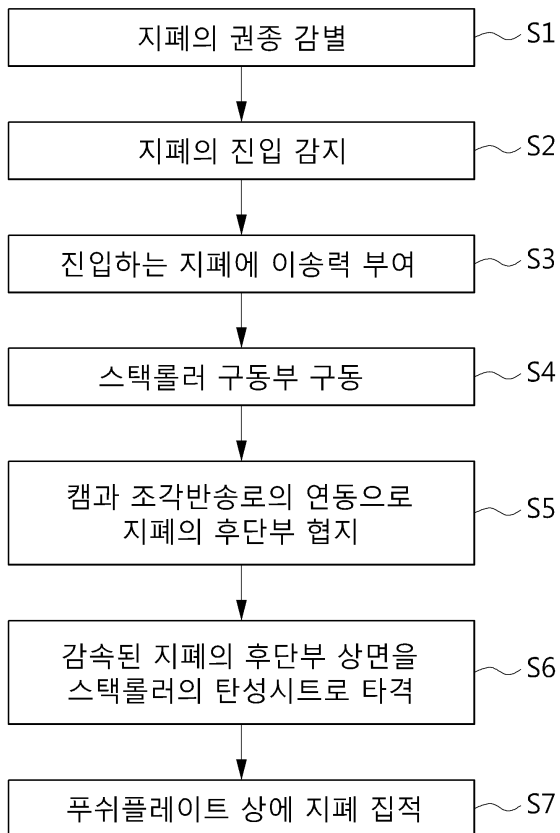 지폐의 권종 감별
S1
지폐의 진입 감지
S2
진입하는 지폐에 이송력 부여
S3
스택롤러 구동부 구동
S4
캠과 조각반송로의 연동으로
지폐의 후단부 협지
S5
감속된 지폐의 후단부 상면을
스택롤러의 탄성시트로 타격
S6
푸쉬플레이트 상에 지폐 집적
S7